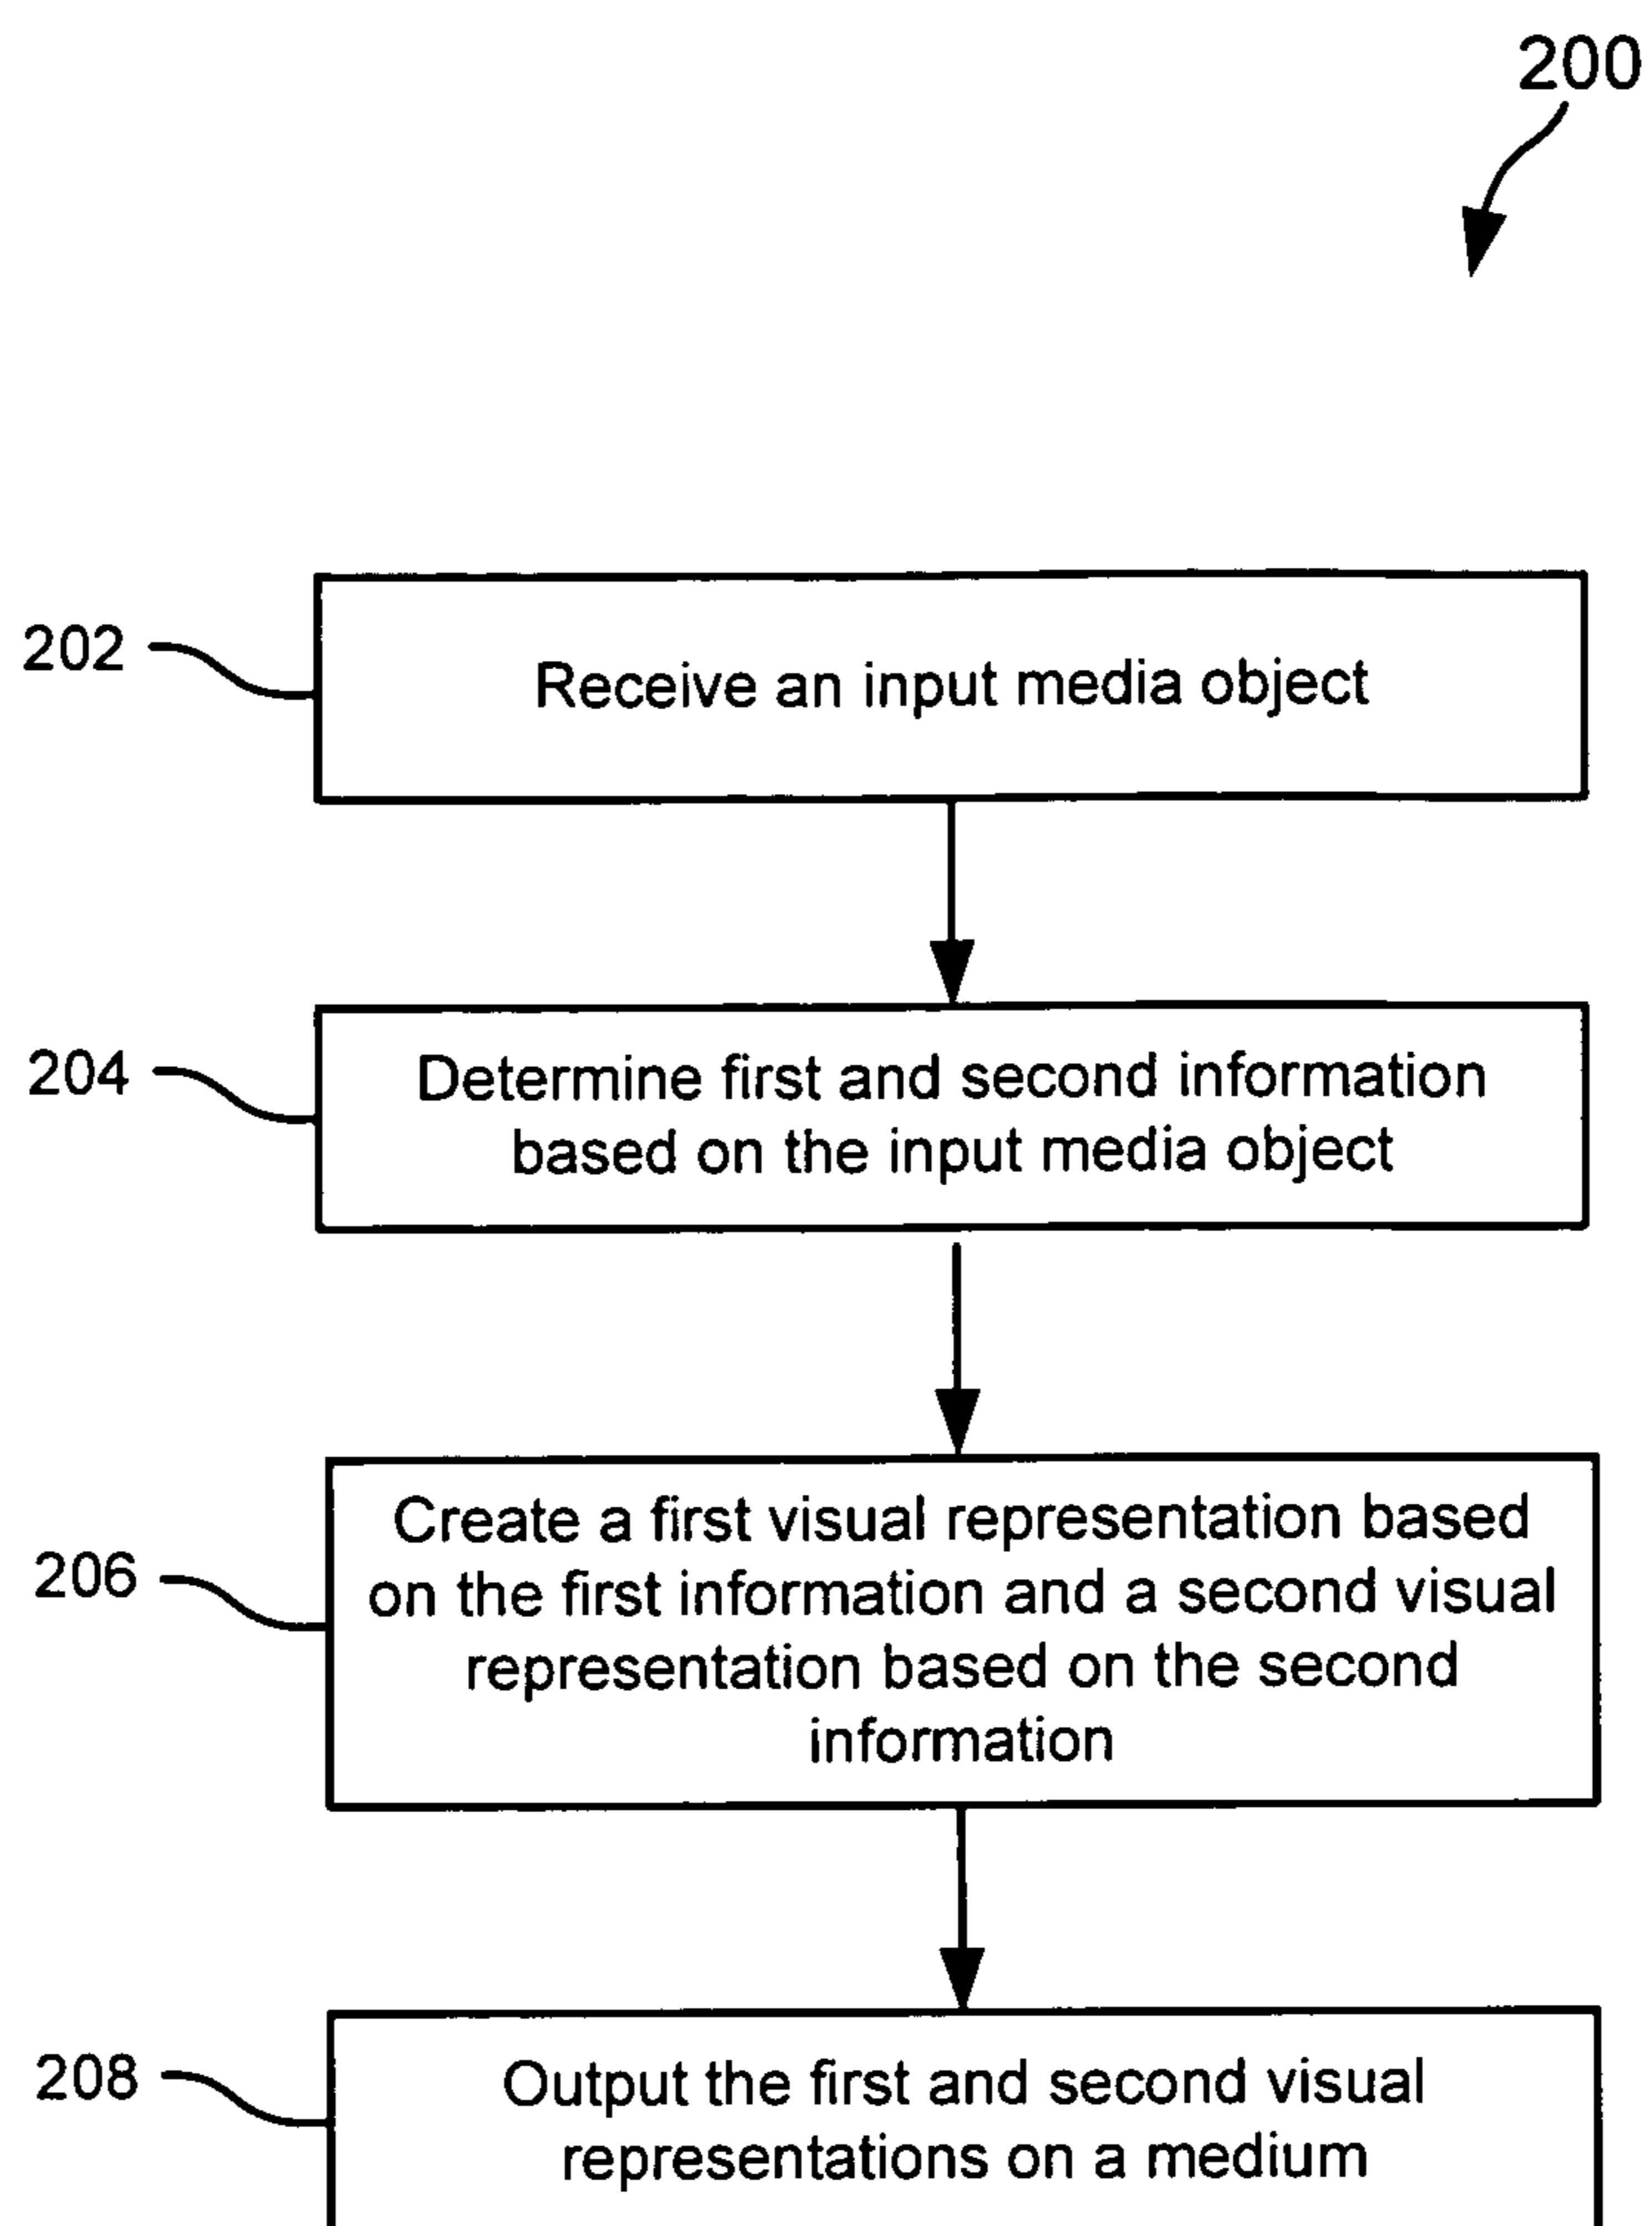 200
202
Receive an input media object
204
Determine first and second information
based on the input media object
206
Create a first visual representation based
on the first information and a second visual
representation based on the second
information
208
Output the first and second visual
representations on a medium